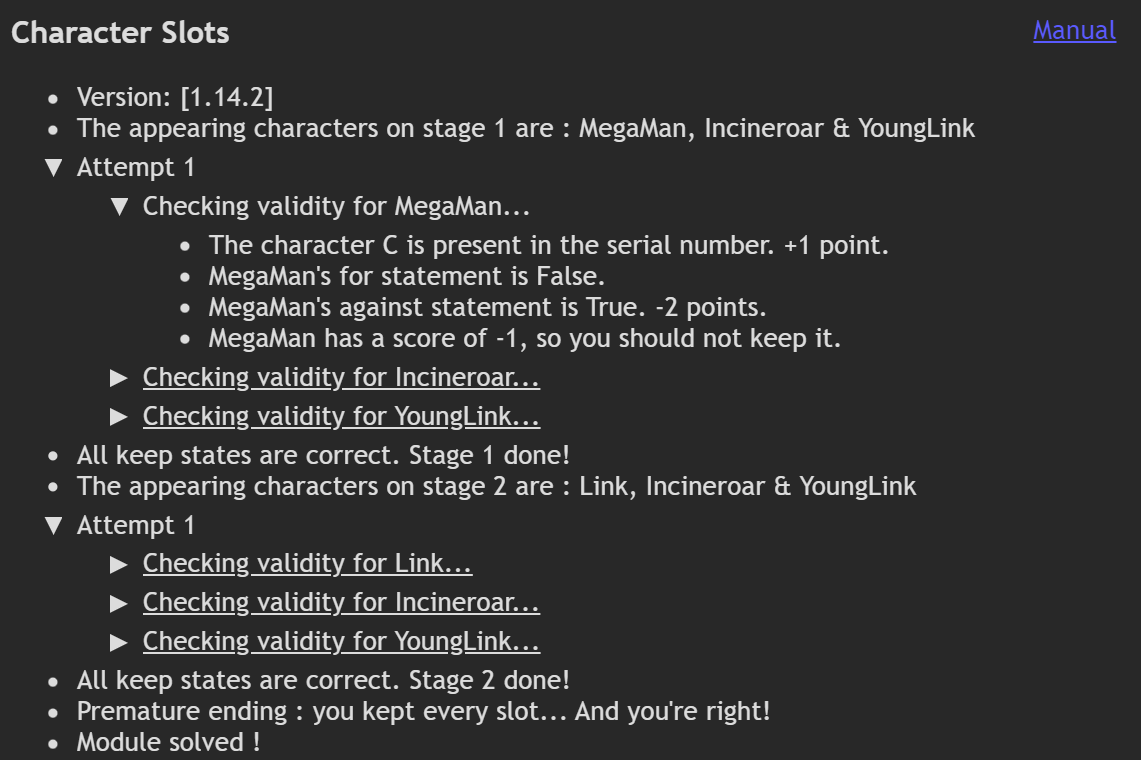 Character Slots
Manual
Version: [1.14.2]
The appearing characters on stage 1 are : MegaMan, Incineroar & YoungLink
Attempt 1
Checking validity for MegaMan...
The character C is present in the serial number. +1 point.
MegaMan's for statement is False.
MegaMan's against statement is True. -2 points.
MegaMan has a score of -1, so you should not keep it.
Checking validity for Incineroar...
Checking validity for YoungLink...
All keep states are correct. Stage 1 done!
The appearing characters on stage 2 are : Link, Incineroar & YoungLink
Attempt 1
Checking validity for Link...
Checking validity for Incineroar...
Checking validity for YoungLink...
All keep states are correct. Stage 2 done!
Premature ending : you kept every slot... And you're right!
Module solved !